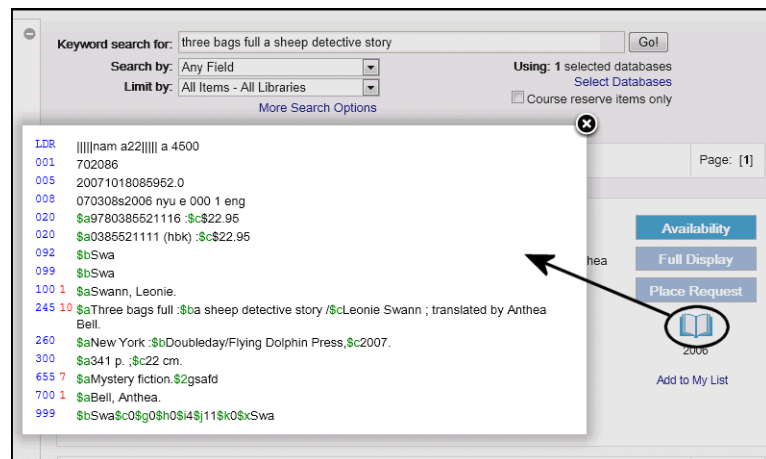 Keyword search for: three bags full a sheep detective story Go!
Search by: Any Field Using: 1 selected databases
Select Databases
Limit by: All Items - All Libraries Course reserve items only
More Search Options
LDR |||||nam a22||||| a 4500
001 702086
005 20071018085952.0
008 070308s2006 nyu e 000 1 eng
020 $a9780385521116 :$c$22.95
020 $a0385521111 (hbk) :$c$22.95
092 $bSwa
099 $bSwa
100 1 $aSwann, Leonie.
245 10 $aThree bags full :$ba sheep detective story /$cLeonie Swann ; translated by Anthea
Bell.
260 $aNew York :$bDoubleday/Flying Dolphin Press,$c2007.
300 $a341 p. ;$c22 cm.
655 7 $aMystery fiction.$2gsafd
700 1 $aBell, Anthea.
999 $bSwa$c0$g0$h0$i4$j11$k0$xSwa
Page: [1]
Availability
hea
Full Display
Place Request
2006
Add to My List